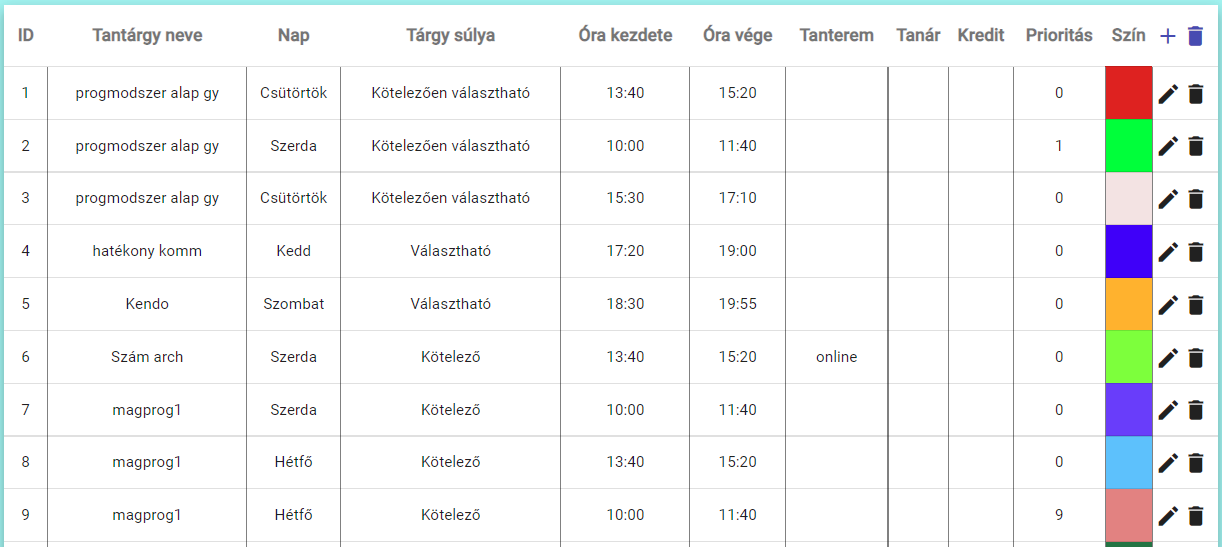 ID Tantárgy neve Nap Tárgy súlya Óra kezdete Óra vége Tanterem Tanár Kredit Prioritás Szín
1 progmodszer alap gy Csütörtök Kötelezően választható 13:40 15:20 0
2 progmodszer alap gy Szerda Kötelezően választható 10:00 11:40 1
3 progmodszer alap gy Csütörtök Kötelezően választható 15:30 17:10 0
4 hatékony komm Kedd Választható 17:20 19:00 0
5 Kendo Szombat Választható 18:30 19:55 0
6 Szám arch Szerda Kötelező 13:40 15:20 online 0
7 magprog1 Szerda Kötelező 10:00 11:40 0
8 magprog1 Hétfő Kötelező 13:40 15:20 0
9 magprog1 Hétfő Kötelező 10:00 11:40 9